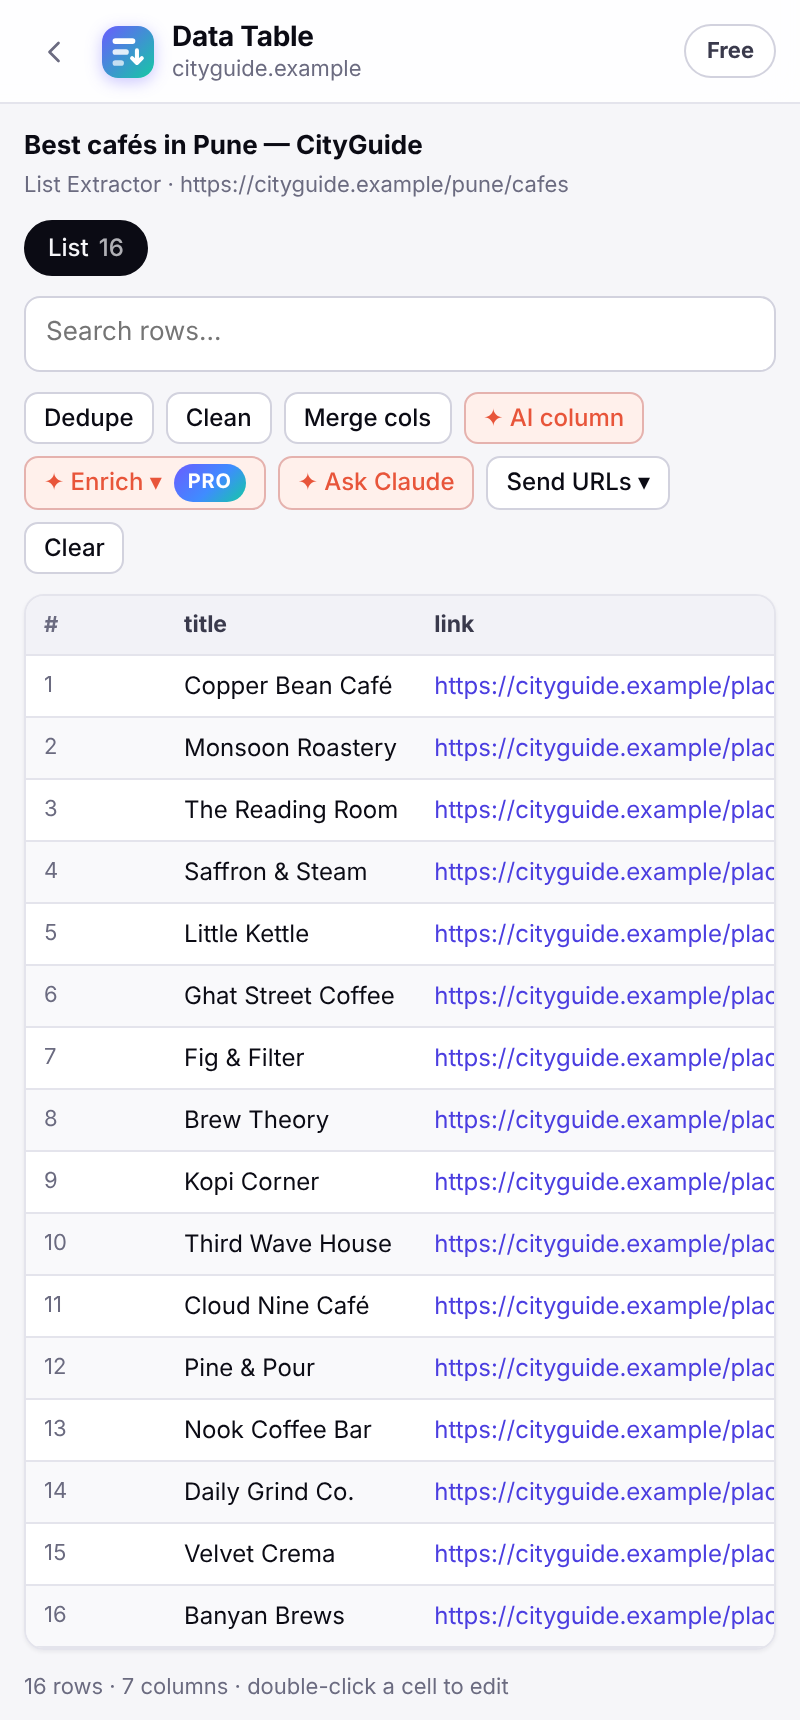 Data Table
cityguide.example
Free
Best cafés in Pune — CityGuide
List Extractor · https://cityguide.example/pune/cafes
List 16
Search rows...
Dedupe Clean Merge cols ✦ AI column
✦ Enrich ▾ PRO ✦ Ask Claude Send URLs ▾
Clear
# title link
1 Copper Bean Café https://cityguide.example/plac
2 Monsoon Roastery https://cityguide.example/plac
3 The Reading Room https://cityguide.example/plac
4 Saffron & Steam https://cityguide.example/plac
5 Little Kettle https://cityguide.example/plac
6 Ghat Street Coffee https://cityguide.example/plac
7 Fig & Filter https://cityguide.example/plac
8 Brew Theory https://cityguide.example/plac
9 Kopi Corner https://cityguide.example/plac
10 Third Wave House https://cityguide.example/plac
11 Cloud Nine Café https://cityguide.example/plac
12 Pine & Pour https://cityguide.example/plac
13 Nook Coffee Bar https://cityguide.example/plac
14 Daily Grind Co. https://cityguide.example/plac
15 Velvet Crema https://cityguide.example/plac
16 Banyan Brews https://cityguide.example/plac
16 rows · 7 columns · double-click a cell to edit